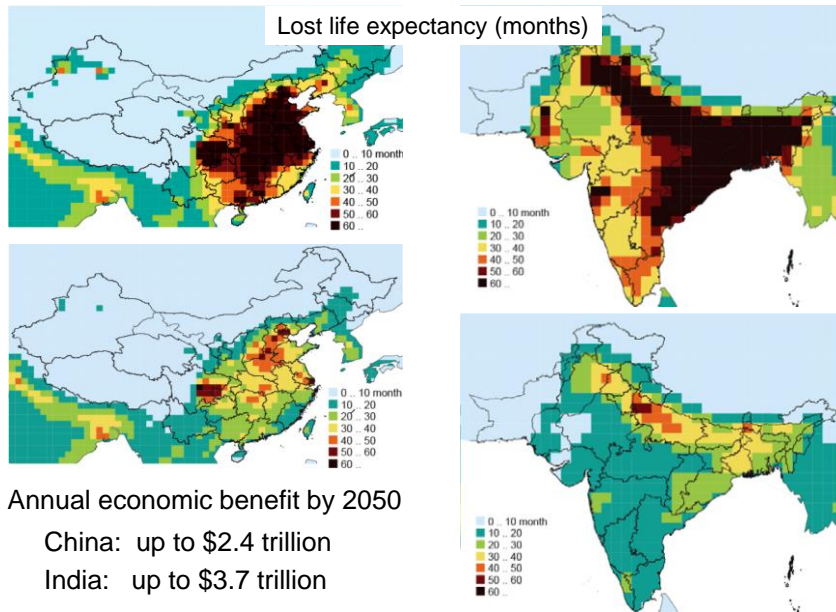 Lost life expectancy (months)
0 .. 10 month
10 .. 20
20 .. 30
30 .. 40
40 .. 50
50 .. 60
60 ..
0 .. 10 month
10 .. 20
20 .. 30
30 .. 40
40 .. 50
50 .. 60
60 ..
0 .. 10 month
10 .. 20
20 .. 30
30 .. 40
40 .. 50
50 .. 60
60 ..
0 .. 10 month
10 .. 20
20 .. 30
30 .. 40
40 .. 50
50 .. 60
60 ..
Annual economic benefit by 2050
China: up to $2.4 trillion
India: up to $3.7 trillion